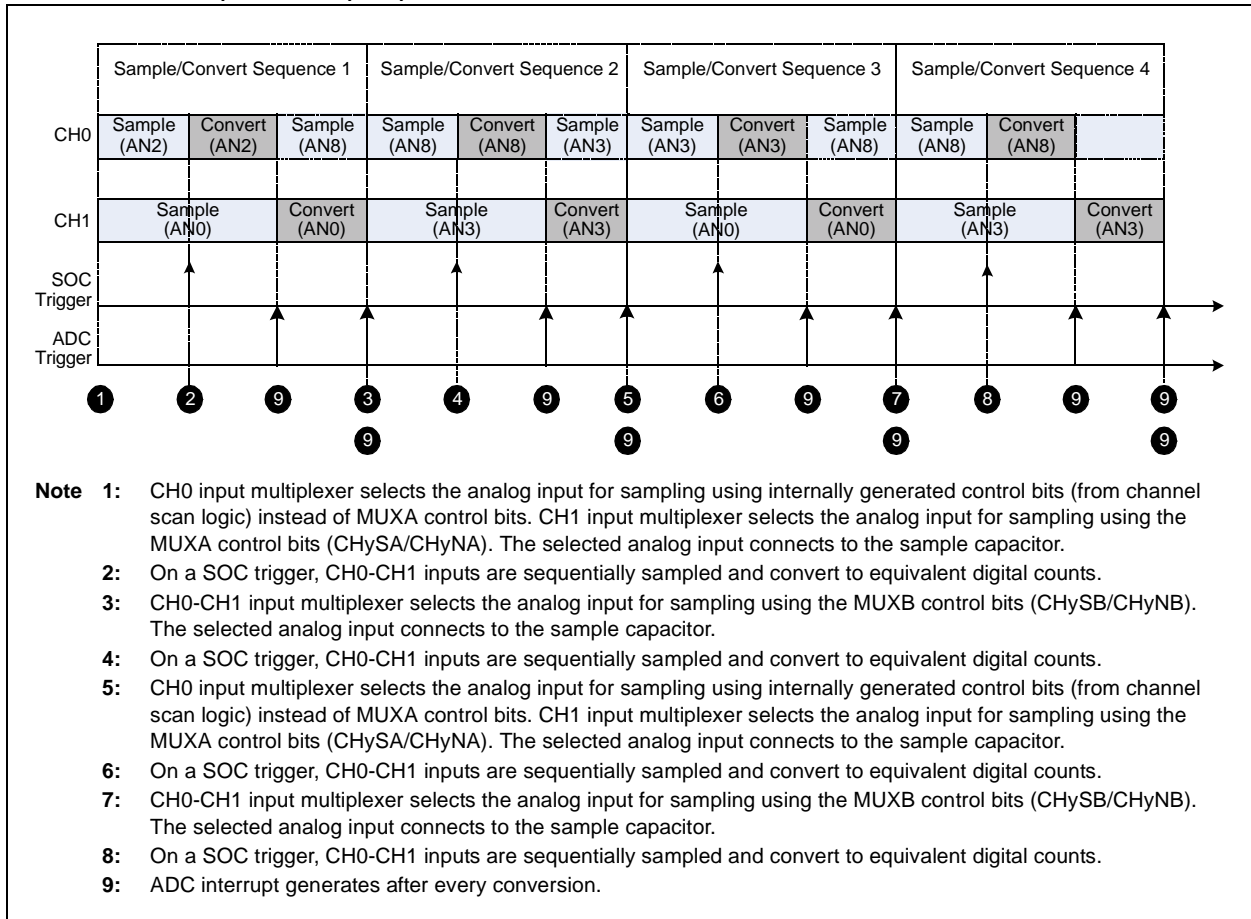 Sample/Convert Sequence 1 Sample/Convert Sequence 2 Sample/Convert Sequence 3 Sample/Convert Sequence 4
CH0
Sample (AN2)
Convert (AN2)
Sample (AN8)
Sample (AN8)
Convert (AN8)
Sample (AN3)
Sample (AN3)
Convert (AN3)
Sample (AN8)
Sample (AN8)
Convert (AN8)
CH1
Sample (AN0)
Convert (AN0)
Sample (AN3)
Convert (AN3)
Sample (AN0)
Convert (AN0)
Sample (AN3)
Convert (AN3)
SOC
Trigger
ADC
Trigger
1 2 9 3 4 9 5 6 9 7 8 9 9
9 9 9 9
Note 1: CH0 input multiplexer selects the analog input for sampling using internally generated control bits (from channel
scan logic) instead of MUXA control bits. CH1 input multiplexer selects the analog input for sampling using the
MUXA control bits (CHySA/CHyNA). The selected analog input connects to the sample capacitor.
2: On a SOC trigger, CH0-CH1 inputs are sequentially sampled and convert to equivalent digital counts.
3: CH0-CH1 input multiplexer selects the analog input for sampling using the MUXB control bits (CHySB/CHyNB).
The selected analog input connects to the sample capacitor.
4: On a SOC trigger, CH0-CH1 inputs are sequentially sampled and convert to equivalent digital counts.
5: CH0 input multiplexer selects the analog input for sampling using internally generated control bits (from channel
scan logic) instead of MUXA control bits. CH1 input multiplexer selects the analog input for sampling using the
MUXA control bits (CHySA/CHyNA). The selected analog input connects to the sample capacitor.
6: On a SOC trigger, CH0-CH1 inputs are sequentially sampled and convert to equivalent digital counts.
7: CH0-CH1 input multiplexer selects the analog input for sampling using the MUXB control bits (CHySB/CHyNB).
The selected analog input connects to the sample capacitor.
8: On a SOC trigger, CH0-CH1 inputs are sequentially sampled and convert to equivalent digital counts.
9: ADC interrupt generates after every conversion.